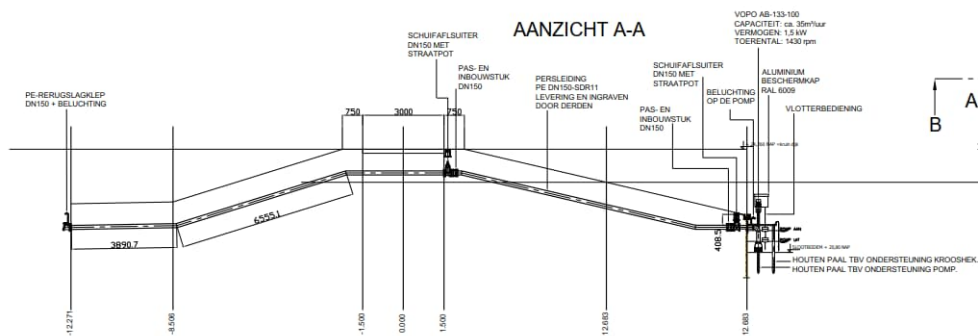 AANZICHT A-A
VOPO AB-133-100
CAPACITEIT: ca. 35m³/uur
VERMOGEN: 1,5 kW
TOERENTAL: 1430 rpm
SCHUIFAFLSUITER
DN150 MET
STRAATPOT
PAS- EN
INBOUWSTUK
DN150
PERSLEIDING
PE DN150-SDR11
LEVERING EN INGRAVEN
DOOR DERDEN
SCHUIFAFLSUITER
DN150 MET
STRAATPOT
ALUMINIUM
BESCHERMKAP
RAL 6009
PE-RERUGSLAGKLEP
DN150 + BELUCHTING
BELUCHTING
OP DE POMP
VLOTTERBEDIENING
PAS- EN
INBOUWSTUK
DN150
A
B
750
3000
750
6555.1
3890.7
408.5
HOUTEN PAAL TBV ONDERSTEUNING KROOSHEK.
HOUTEN PAAL TBV ONDERSTEUNING POMP.
-12.271
-8.506
-1.500
0.000
1.500
12.683
12.683